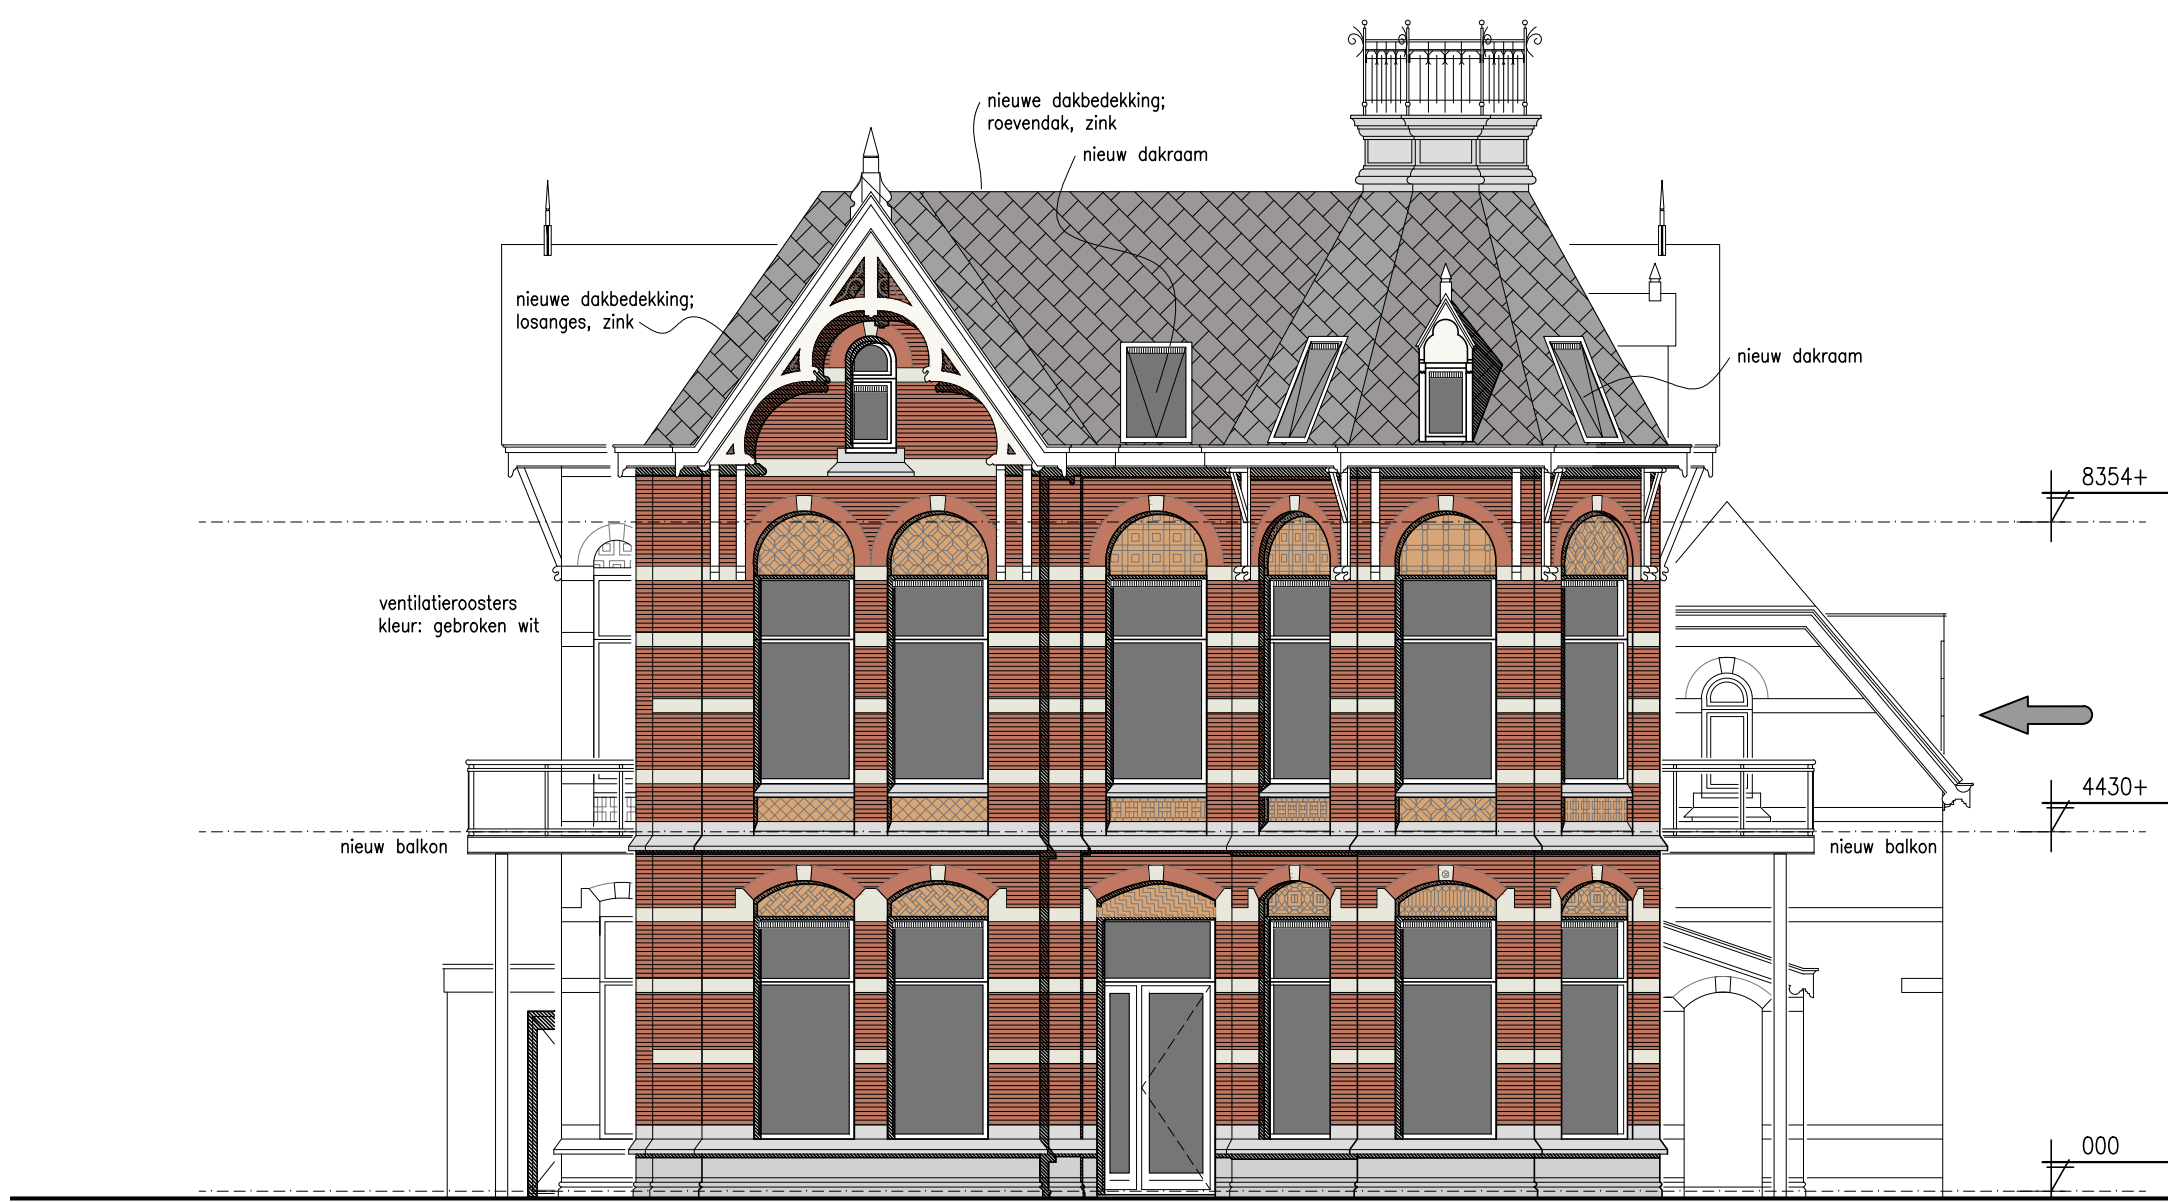 nieuwe dakbedekking;
roevendak, zink
nieuw dakraam
nieuwe dakbedekking;
losanges, zink
nieuw dakraam
8354+
ventilatieroosters
kleur: gebroken wit
4430+
nieuw balkon
nieuw balkon
000